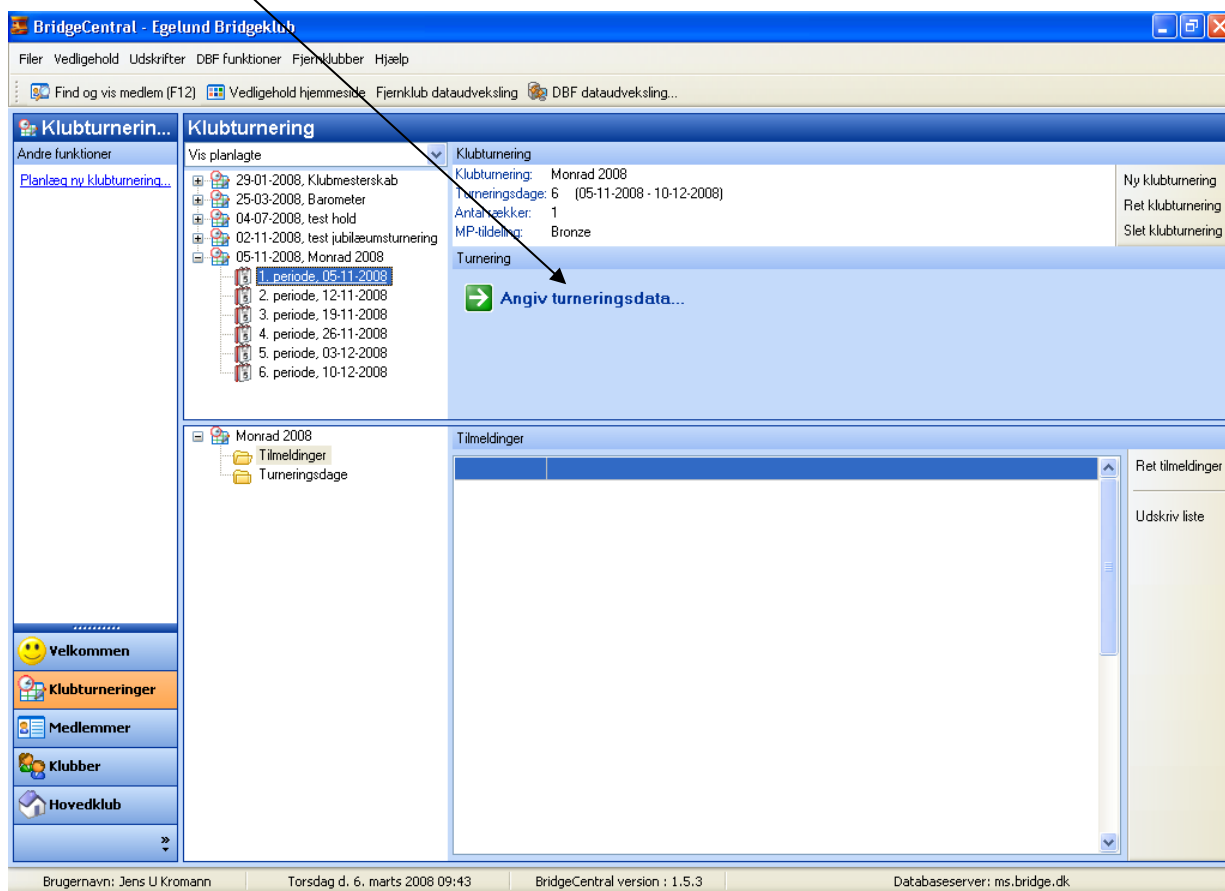 BridgeCentral - Egelund Bridgeklub
Filer Vedligehold Udskrifter DBF funktioner Fjernklubber Hjælp
Find og vis medlem (F12) Vedligehold hjemmeside Fjernklub dataudveksling DBF dataudveksling...
Klubturnerin...
Andre funktioner
Planlæg ny klubturnering...
Klubturnering
Vis planlagte
29-01-2008, Klubmesterskab
25-03-2008, Barometer
04-07-2008, test hold
02-11-2008, test jubilæumsturnering
05-11-2008, Monrad 2008
1. periode, 05-11-2008
2. periode, 12-11-2008
3. periode, 19-11-2008
4. periode, 26-11-2008
5. periode, 03-12-2008
6. periode, 10-12-2008
Klubturnering
Klubturnering: Monrad 2008
Turneringsdage: 6 (05-11-2008 - 10-12-2008)
Antal rækker: 1
MP-tildeling: Bronze
Ny klubturnering
Ret klubturnering
Slet klubturnering
Turnering
Angiv turneringsdata...
Monrad 2008
Tilmeldinger
Turneringsdage
Tilmeldinger
Ret tilmeldinger
Udskriv liste
Velkommen
Klubturneringer
Medlemmer
Klubber
Hovedklub
Brugernavn: Jens U Kromann Torsdag d. 6. marts 2008 09:43 BridgeCentral version : 1.5.3 Databaseserver: ms.bridge.dk